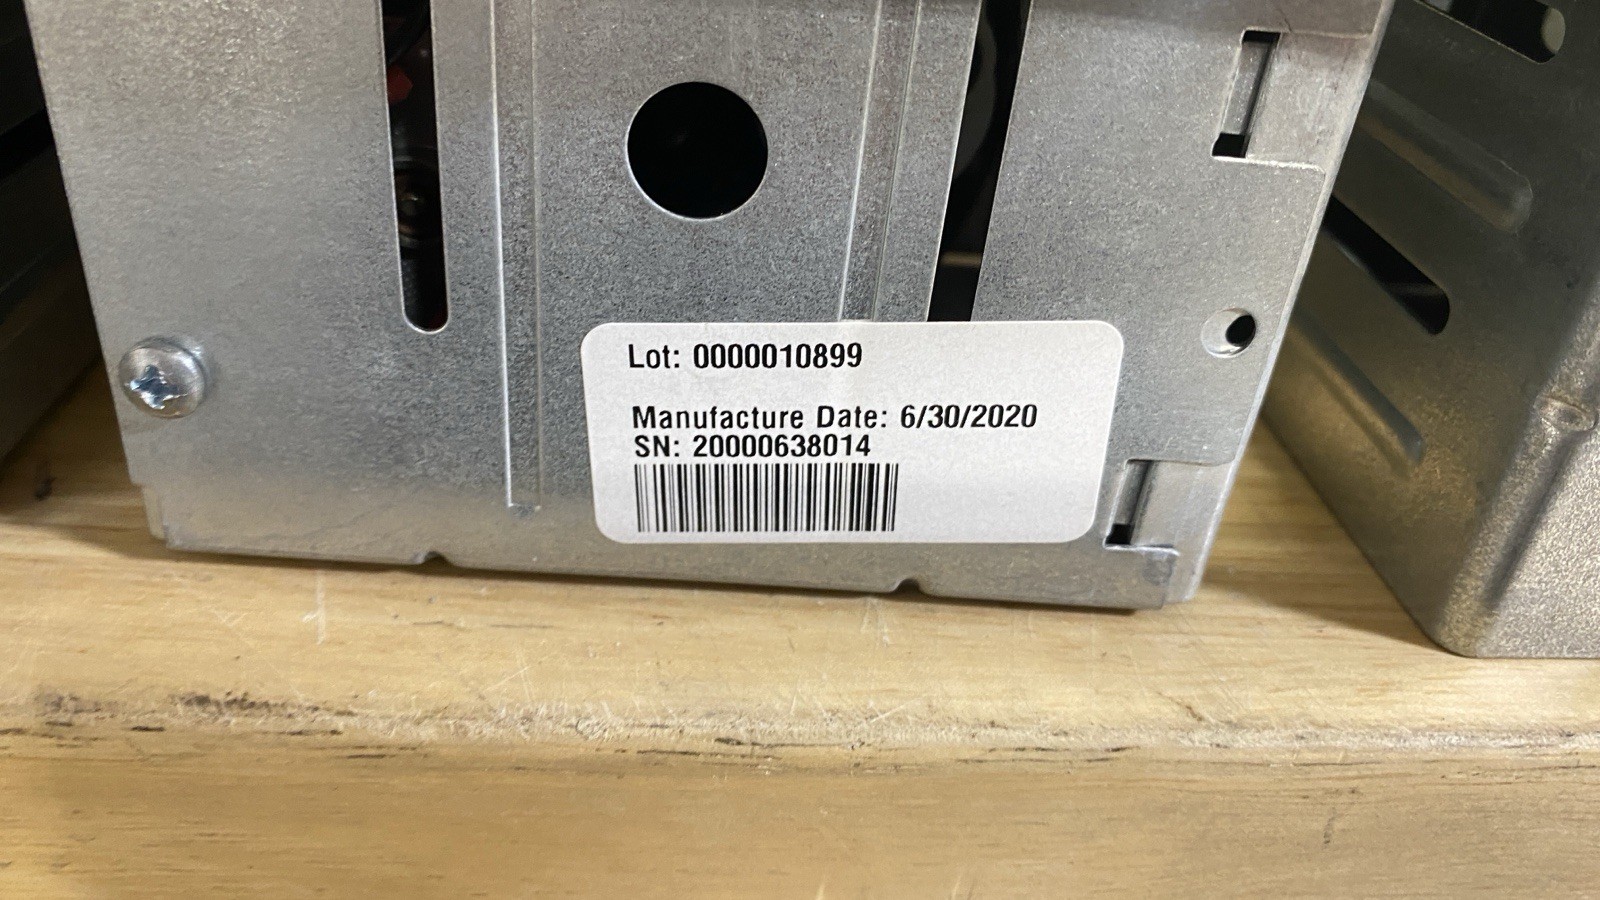 Lot: 0000010899
Manufacture Date: 6/30/2020
SN: 20000638014